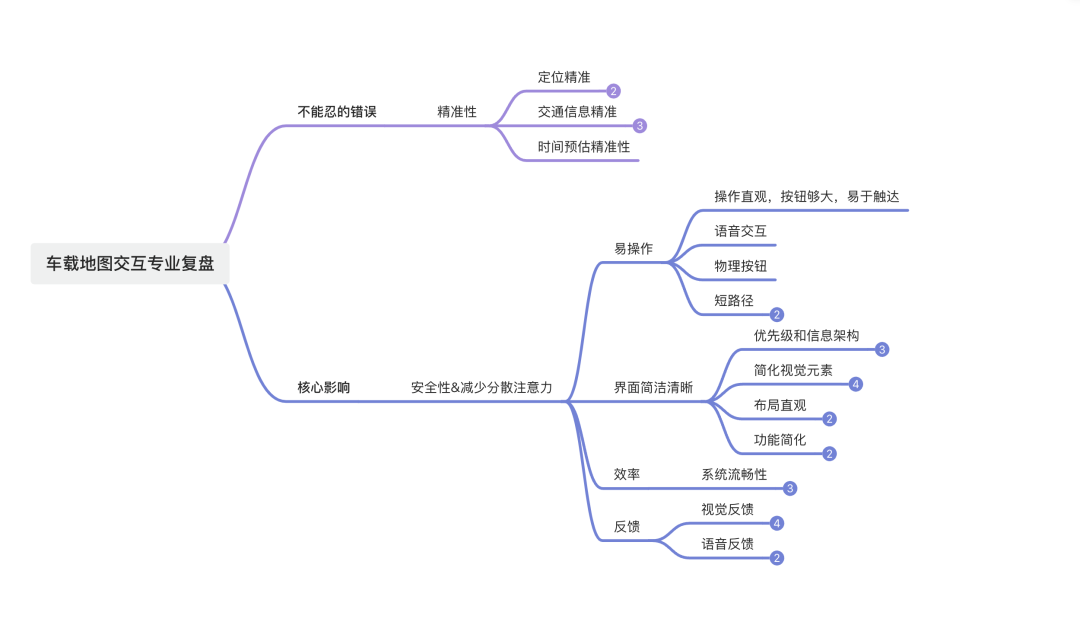 定位精准
2
不能忍的错误
精准性
交通信息精准
3
时间预估精准性
操作直观，按钮够大，易于触达
语音交互
易操作
物理按钮
车载地图交互专业复盘
短路径
2
优先级和信息架构
3
简化视觉元素
4
核心影响
安全性&减少分散注意力
界面简洁清晰
布局直观
2
功能简化
2
效率
系统流畅性
3
视觉反馈
4
反馈
语音反馈
2